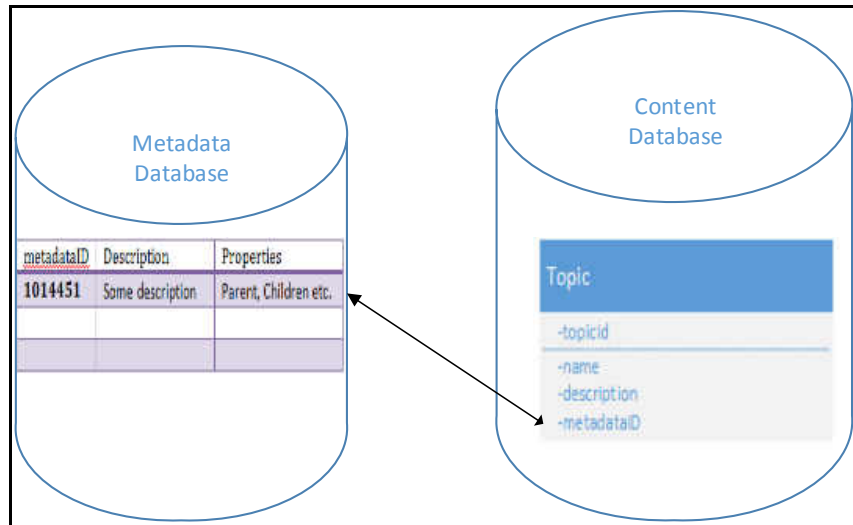 Metadata
Database
metadataID Description Properties
1014451 Some description Parent, Children etc.
Content
Database
Topic
-topicid
-name
-description
-metadataID